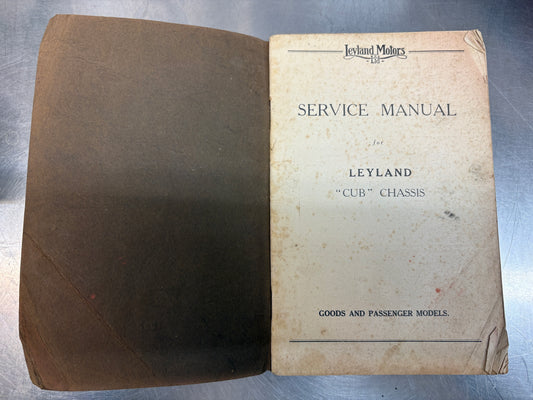 Leyland Motors
LTD
SERVICE MANUAL
for
LEYLAND
"CUB" CHASSIS
GOODS AND PASSENGER MODELS.